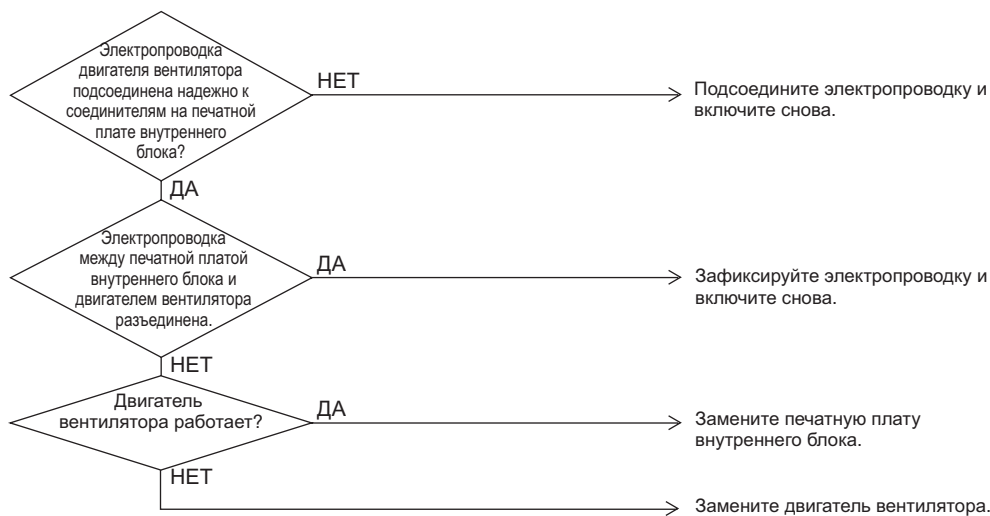 Электропроводка
двигателя вентилятора
подсоединена надежно к
соединителям на печатной
плате внутреннего
блока?
НЕТ
Подсоедините электропроводку и
включите снова.
ДА
Электропроводка
между печатной платой
внутреннего блока и
двигателем вентилятора
разъединена.
ДА
Зафиксируйте электропроводку и
включите снова.
НЕТ
Двигатель
вентилятора работает?
ДА
Замените печатную плату
внутреннего блока.
НЕТ
Замените двигатель вентилятора.